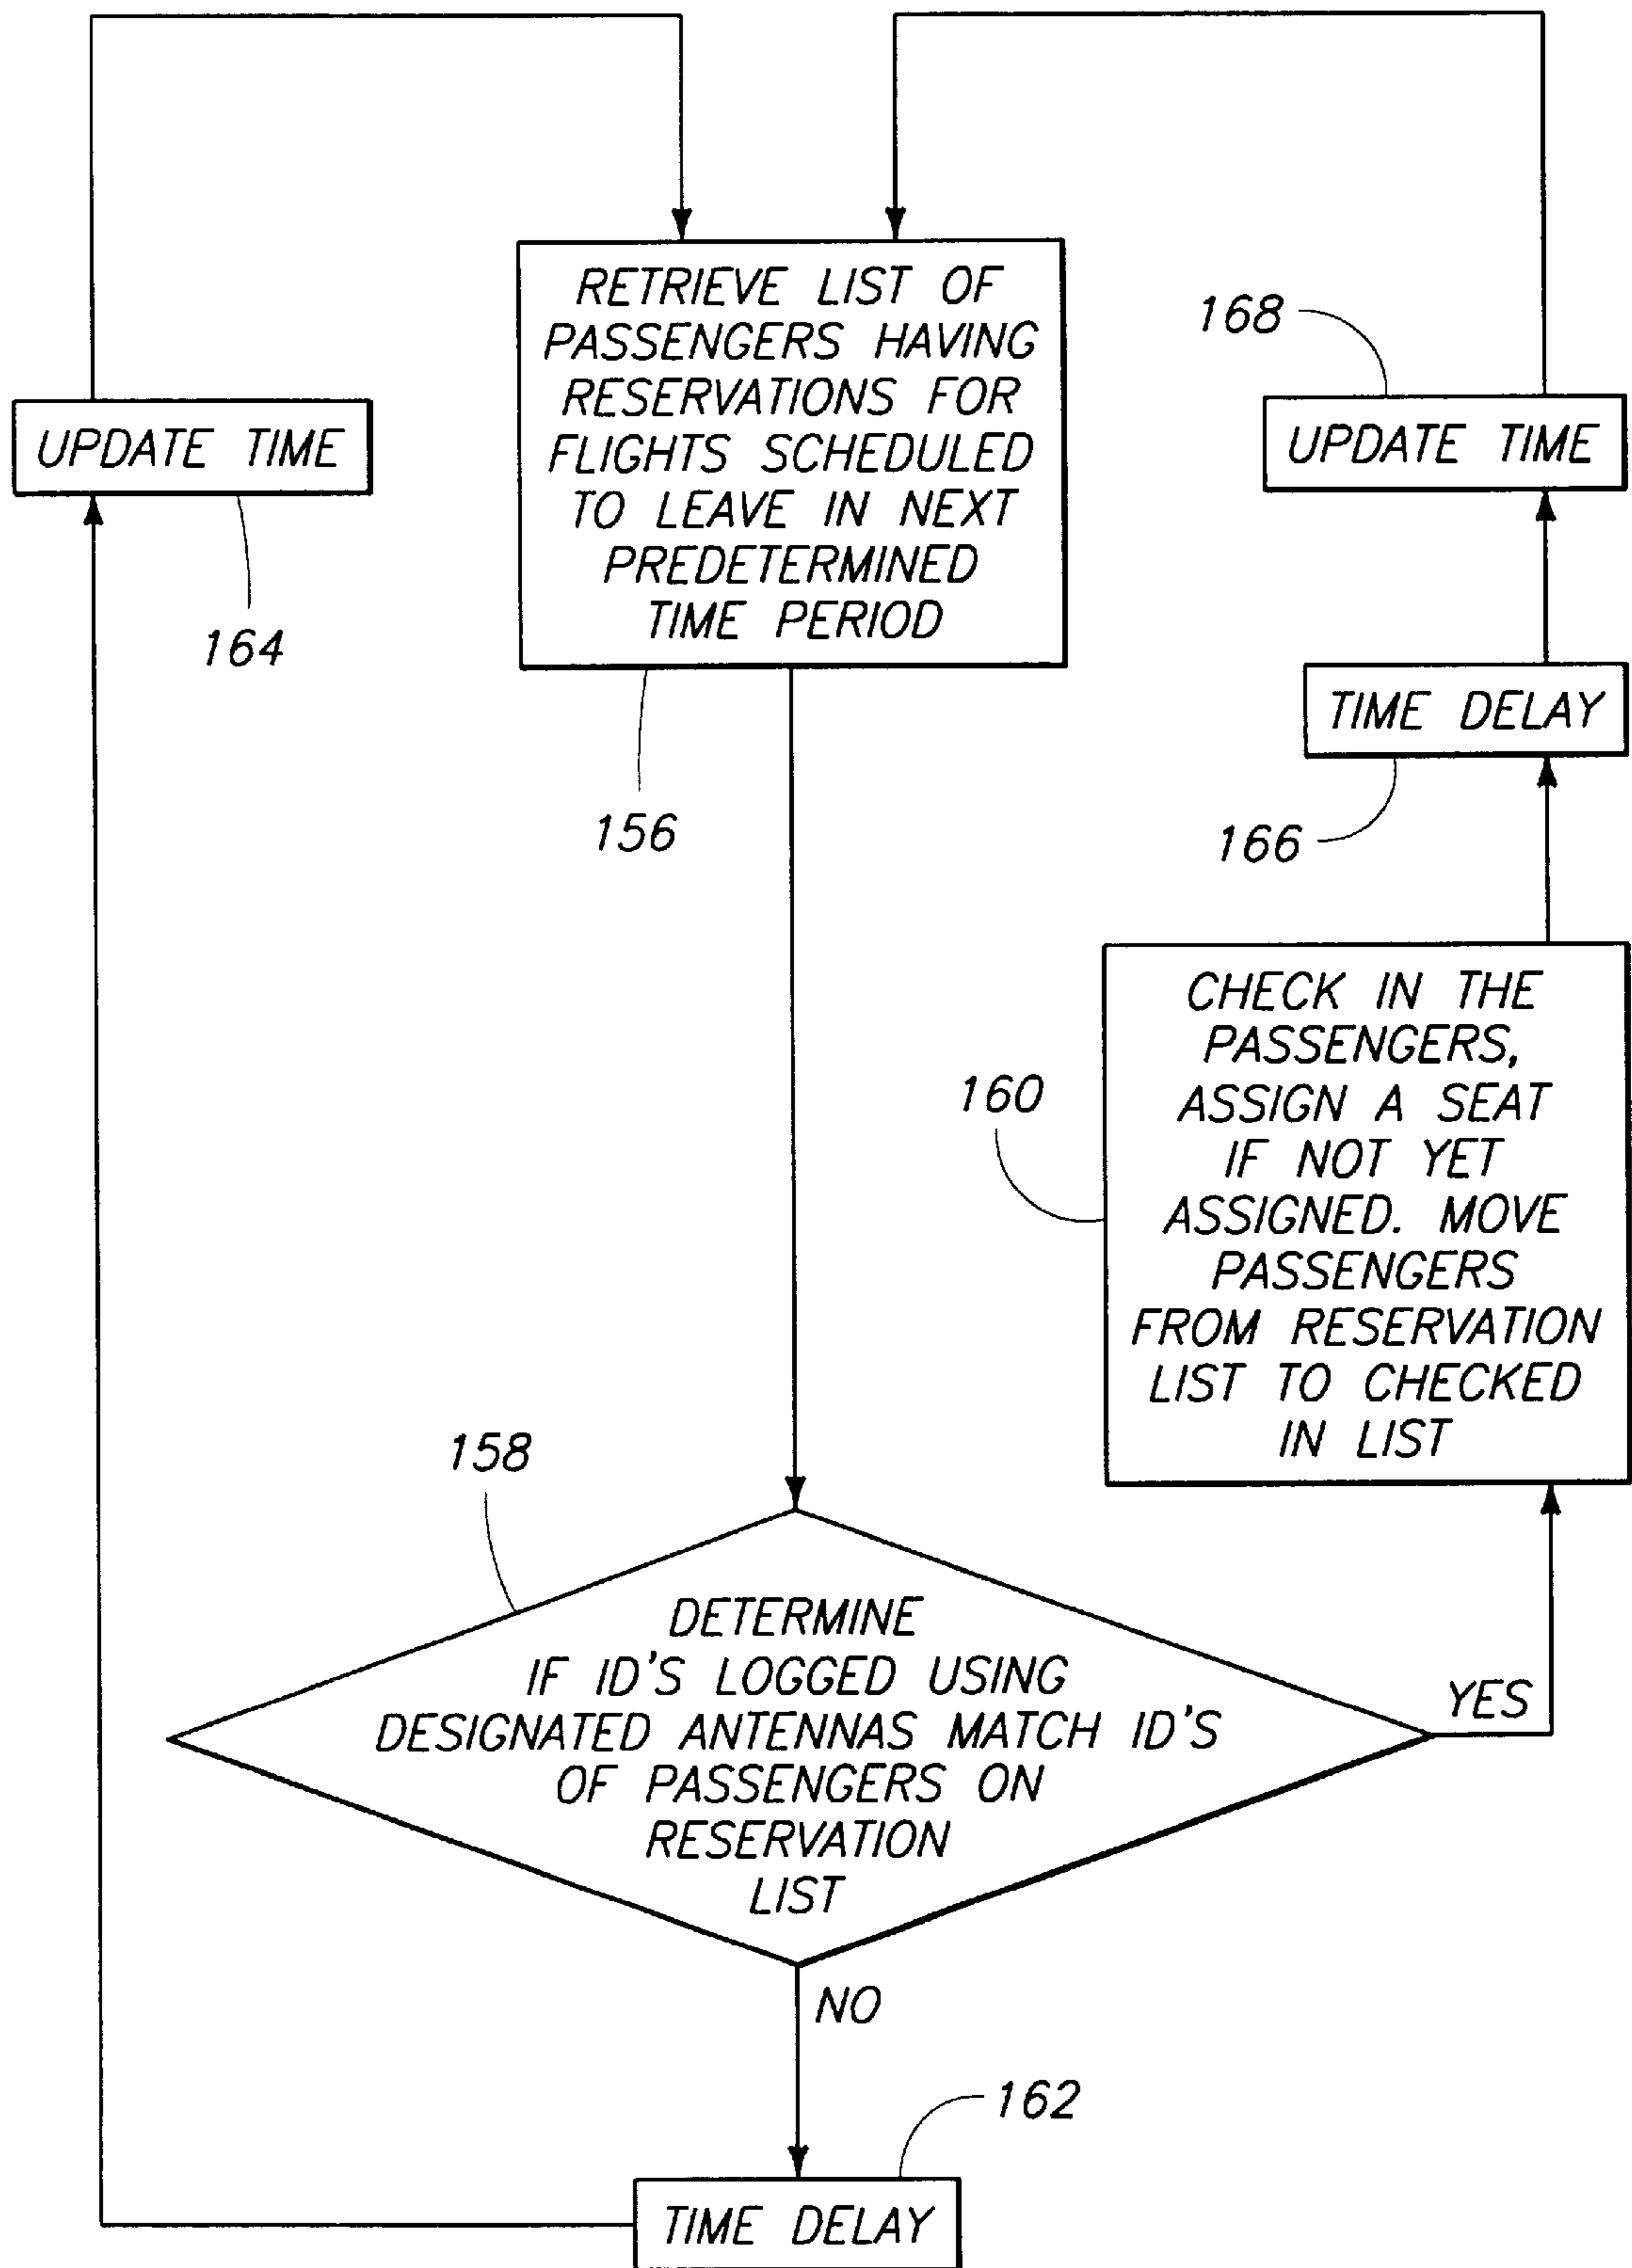 RETRIEVE LIST OF
PASSENGERS HAVING
RESERVATIONS FOR
FLIGHTS SCHEDULED
TO LEAVE IN NEXT
PREDETERMINED
TIME PERIOD
156
UPDATE TIME
164
168
UPDATE TIME
TIME DELAY
166
CHECK IN THE
PASSENGERS,
ASSIGN A SEAT
IF NOT YET
ASSIGNED. MOVE
PASSENGERS
FROM RESERVATION
LIST TO CHECKED
IN LIST
160
158
DETERMINE
IF ID'S LOGGED USING
DESIGNATED ANTENNAS MATCH ID'S
OF PASSENGERS ON
RESERVATION
LIST
YES
NO
162
TIME DELAY